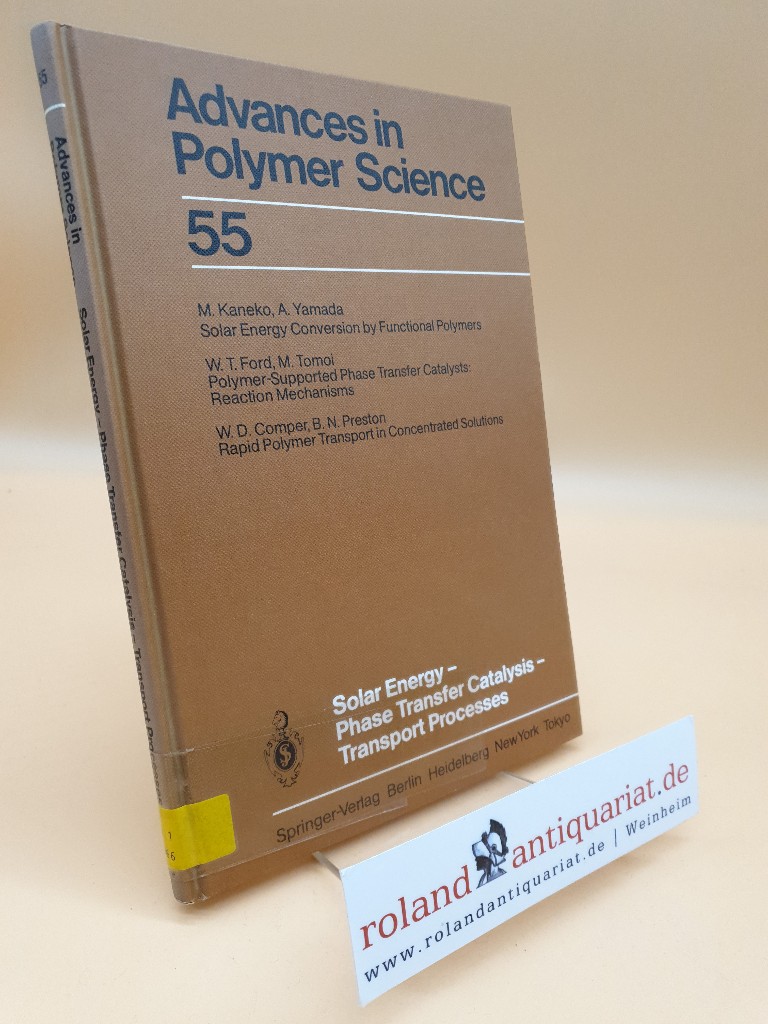 Advances in
Polymer Science
55
M. Kaneko, A. Yamada
Solar Energy Conversion by Functional Polymers
W. T. Ford, M. Tomoi
Polymer-Supported Phase Transfer Catalysts:
Reaction Mechanisms
W. D. Comper, B. N. Preston
Rapid Polymer Transport in Concentrated Solutions
Solar Energy –
Phase Transfer Catalysis –
Transport Processes
Springer-Verlag Berlin Heidelberg New York Tokyo
Advances in
Solar Energy – Phase Transfer Catalysis – Transport
roland antiquariat.de
www.rolandantiquariat.de | Weinheim